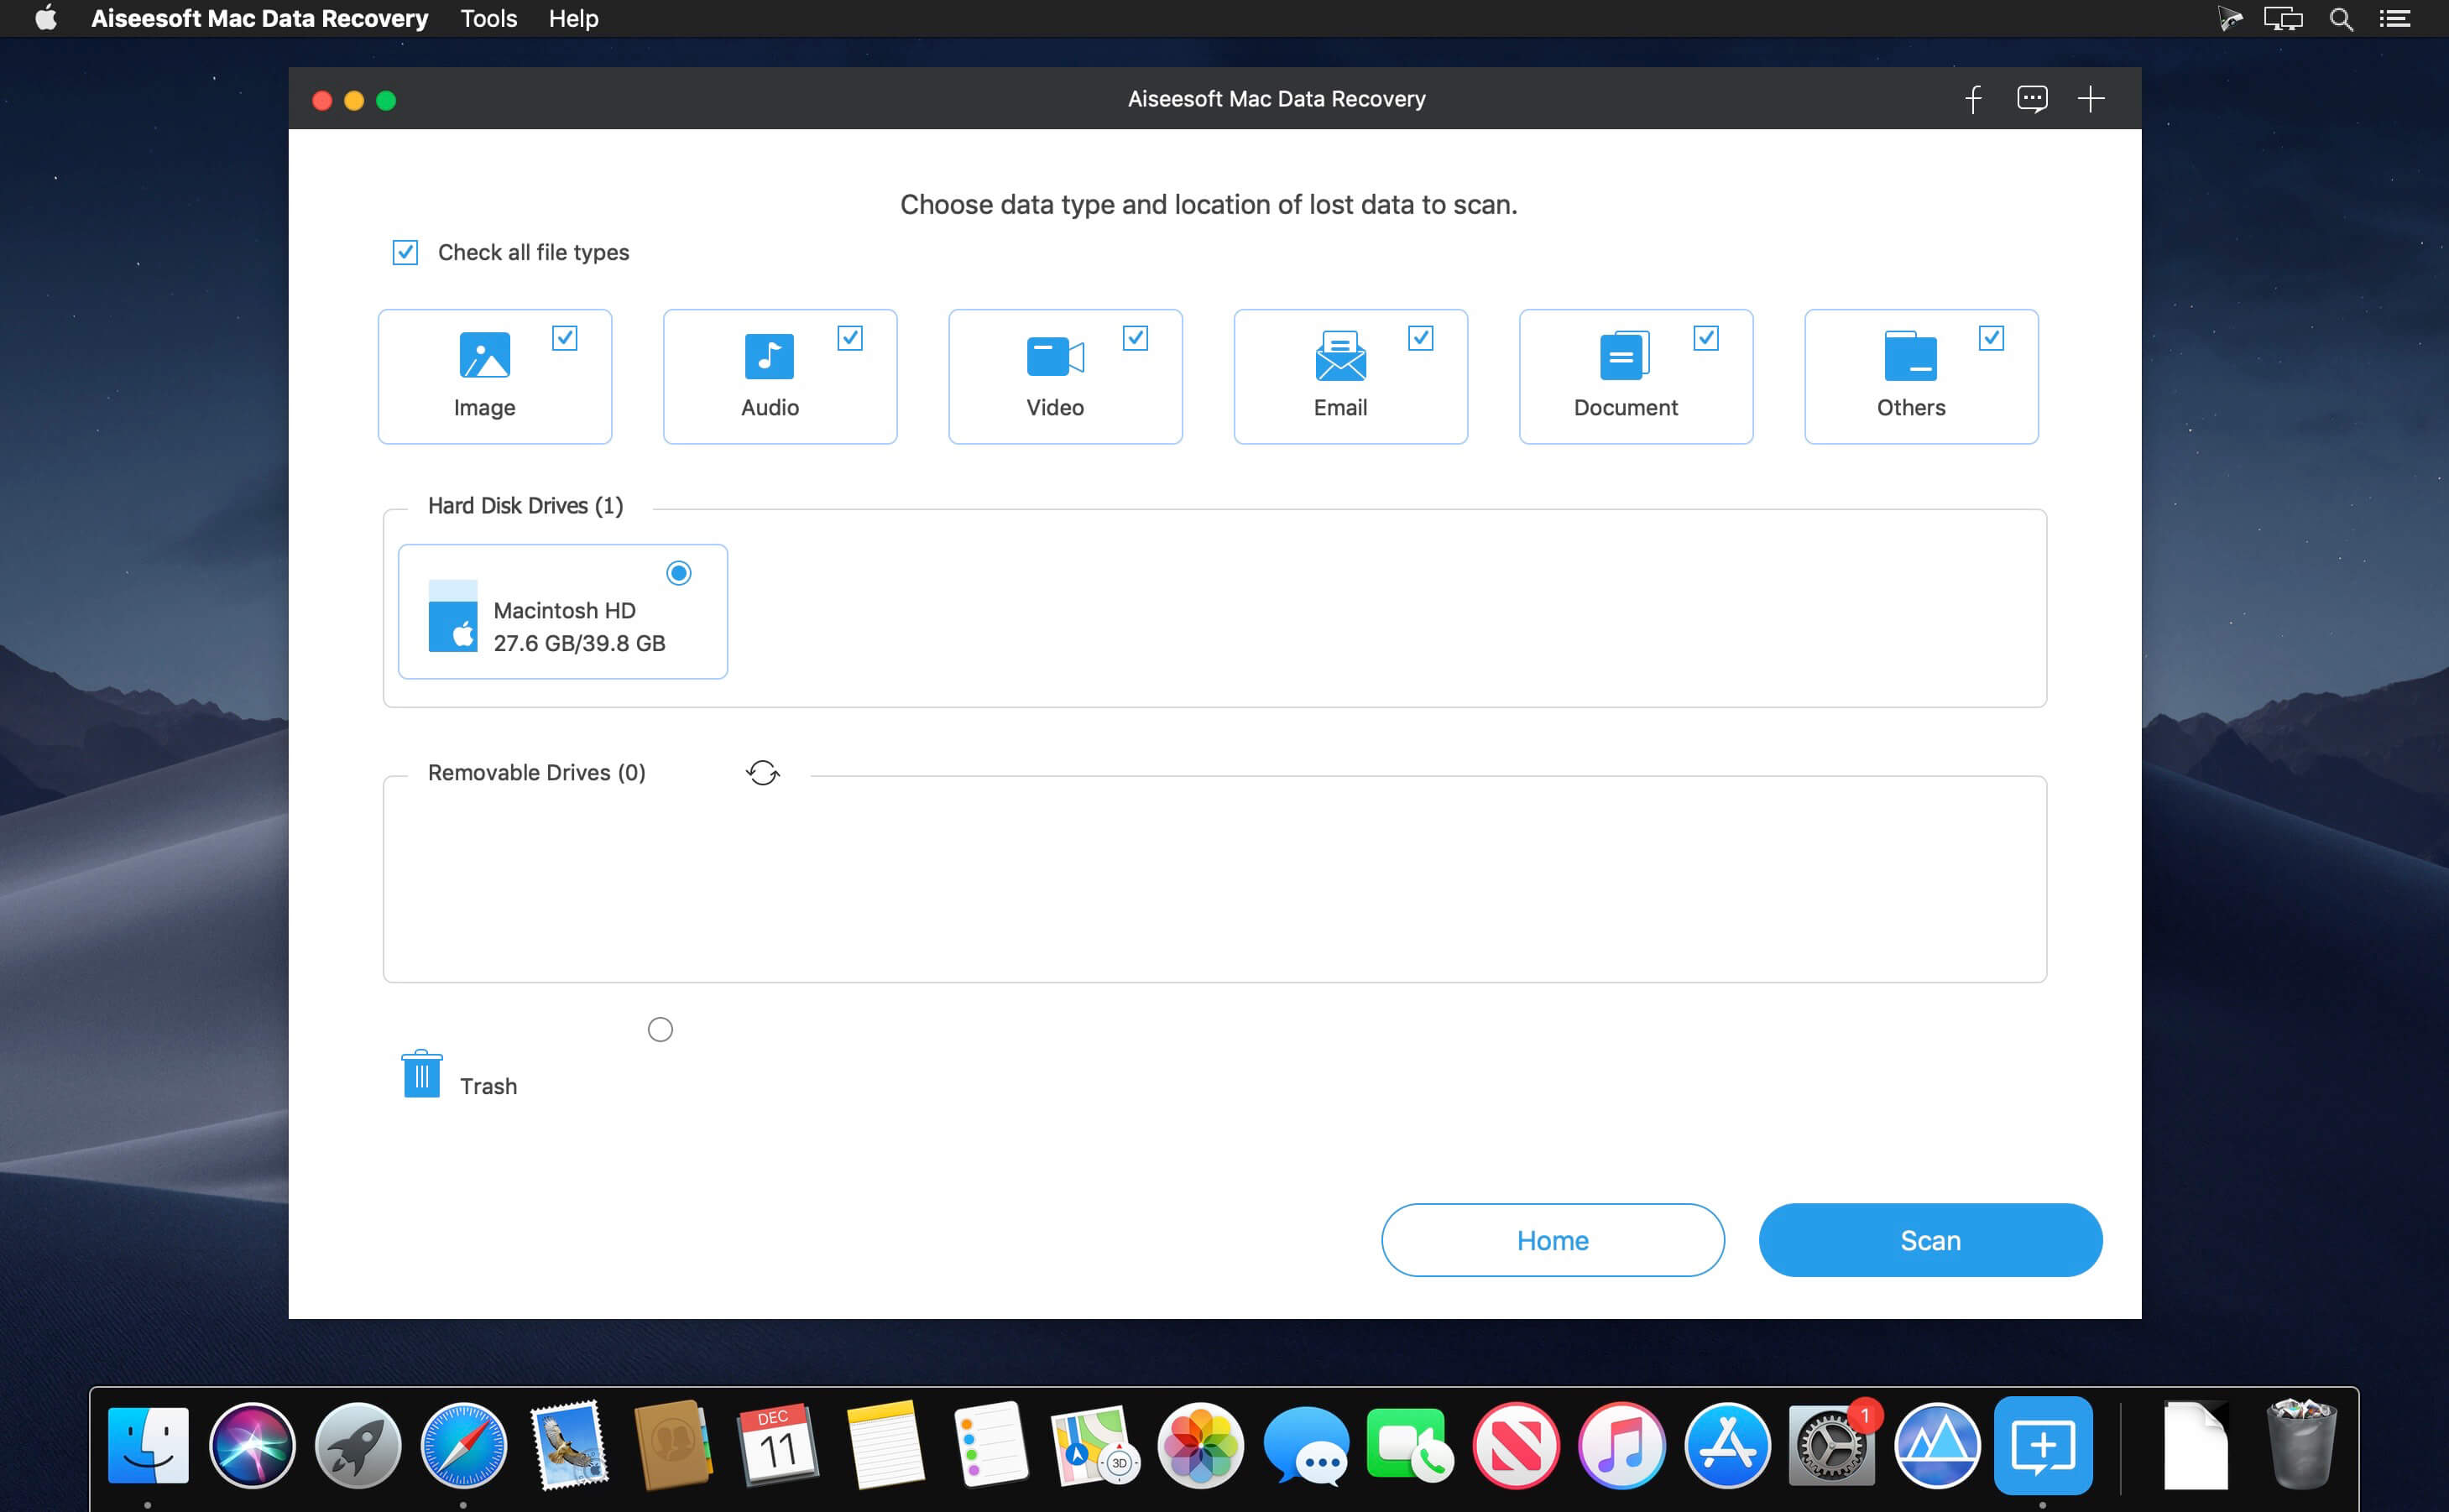 Aiseesoft Mac Data Recovery Tools Help
Aiseesoft Mac Data Recovery
Choose data type and location of lost data to scan.
Check all file types
Image Audio Video Email Document Others
Hard Disk Drives (1)
Macintosh HD
27.6 GB/39.8 GB
Removable Drives (0)
Trash
Home Scan
DEC
11
3D
1